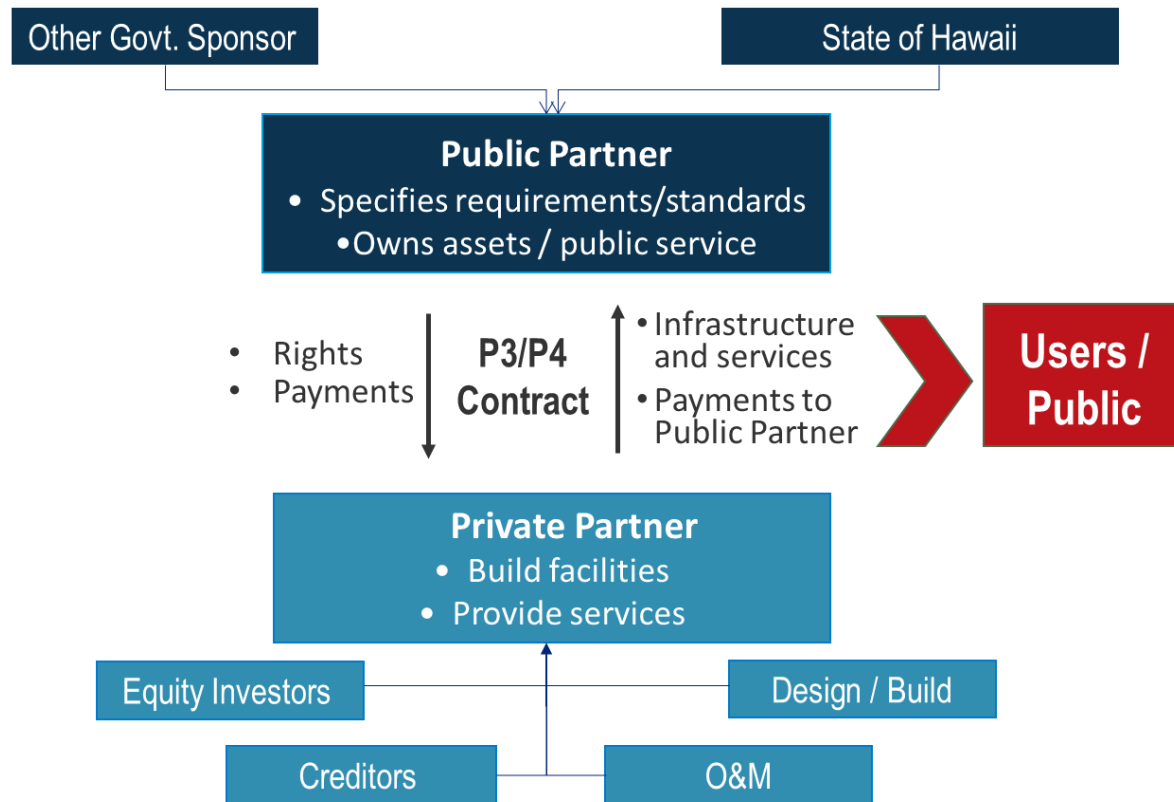 Other Govt. Sponsor
State of Hawaii
Public Partner
• Specifies requirements/standards
•Owns assets / public service
• Rights
• Payments
P3/P4
Contract
• Infrastructure
and services
• Payments to
Public Partner
Users /
Public
Private Partner
• Build facilities
• Provide services
Equity Investors
Design / Build
Creditors
O&M